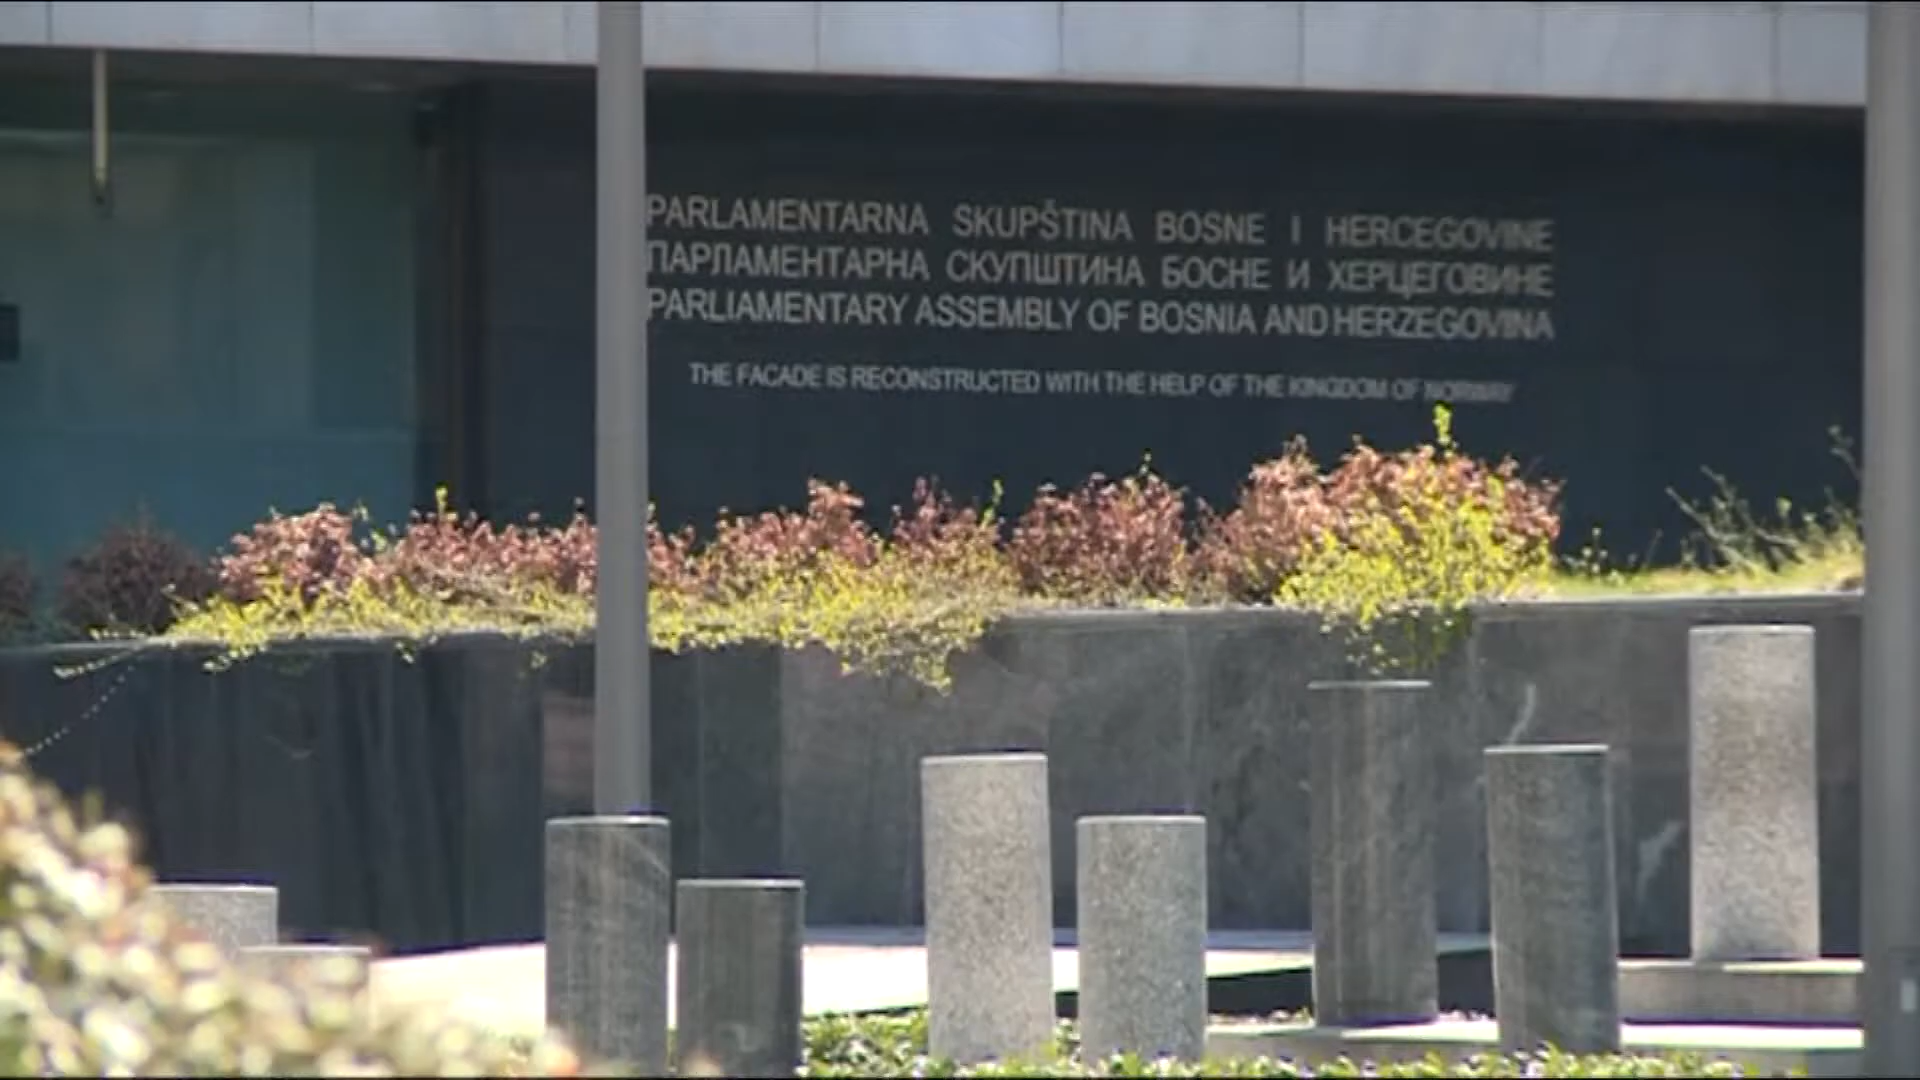 PARLAMENTARNA SKUPŠTINA BOSNE I HERCEGOVINE
ПАРЛАМЕНТАРНА СКУПШТИНА БОСНЕ И ХЕРЦЕГОВИНЕ
PARLIAMENTARY ASSEMBLY OF BOSNIA AND HERZEGOVINA
THE FACADE IS RECONSTRUCTED WITH THE HELP OF THE KINGDOM OF NORWAY